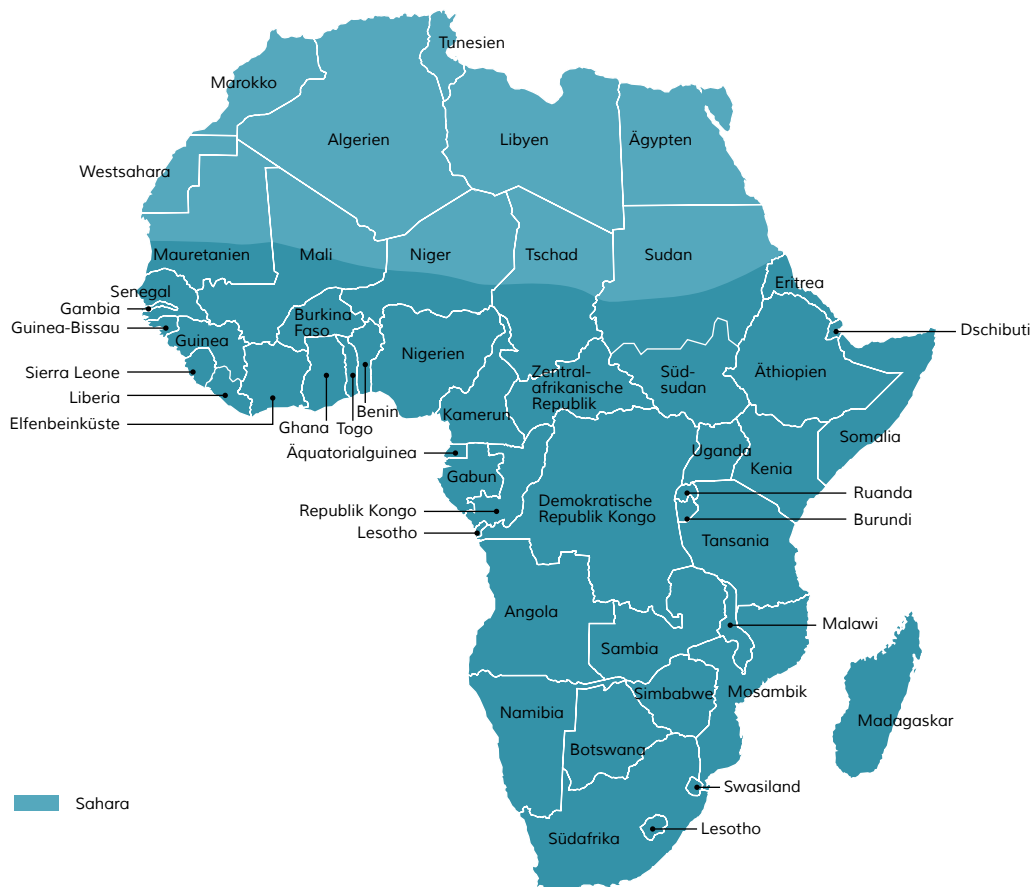 Tunesien
Marokko
Algerien
Libyen
Ägypten
Westsahara
Mauretanien
Mali
Niger
Tschad
Sudan
Eritrea
Senegal
Gambia
Guinea-Bissau
Guinea
Burkina
Faso
Nigerien
Dschibuti
Sierra Leone
Liberia
Elfenbeinküste
Ghana
Togo
Benin
Kamerun
Zentral-
afrikanische
Republik
Süd-
sudan
Äthiopien
Somalia
Äquatorialguinea
Gabun
Uganda
Kenia
Republik Kongo
Lesotho
Demokratische
Republik Kongo
Ruanda
Burundi
Tansania
Angola
Sambia
Malawi
Simbabwe
Mosambik
Namibia
Botswana
Madagaskar
Swasiland
Sahara
Südafrika
Lesotho